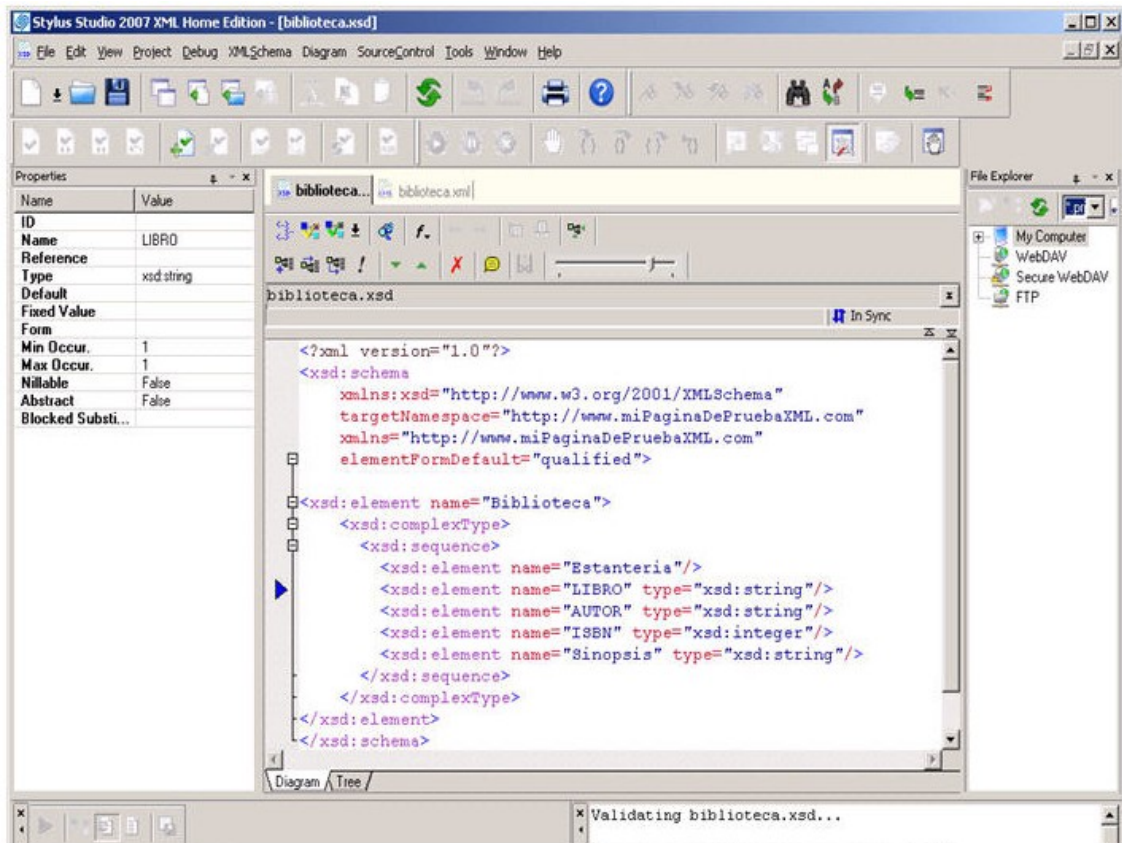 Stylus Studio 2007 XML Home Edition - [biblioteca.xsd]
File Edit View Project Debug XMLSchema Diagram SourceControl Tools Window Help
Properties
Name Value
ID
Name LIBRO
Reference
Type xsd:string
Default
Fixed Value
Form
Min Occur. 1
Max Occur. 1
Nillable False
Abstract False
Blocked Substi...
biblioteca... biblioteca.xml
biblioteca.xsd
In Sync
<?xml version="1.0"?>
<xsd:schema
xmlns:xsd="http://www.w3.org/2001/XMLSchema"
targetNamespace="http://www.miPaginaDePruebaXML.com"
xmlns="http://www.miPaginaDePruebaXML.com"
elementFormDefault="qualified">
<xsd:element name="Biblioteca">
<xsd:complexType>
<xsd:sequence>
<xsd:element name="Estanteria"/>
<xsd:element name="LIBRO" type="xsd:string"/>
<xsd:element name="AUTOR" type="xsd:string"/>
<xsd:element name="ISBN" type="xsd:integer"/>
<xsd:element name="Sinopsis" type="xsd:string"/>
</xsd:sequence>
</xsd:complexType>
</xsd:element>
</xsd:schema>
Diagram Tree
File Explorer
*.pr
My Computer
WebDAV
Secure WebDAV
FTP
Validating biblioteca.xsd...